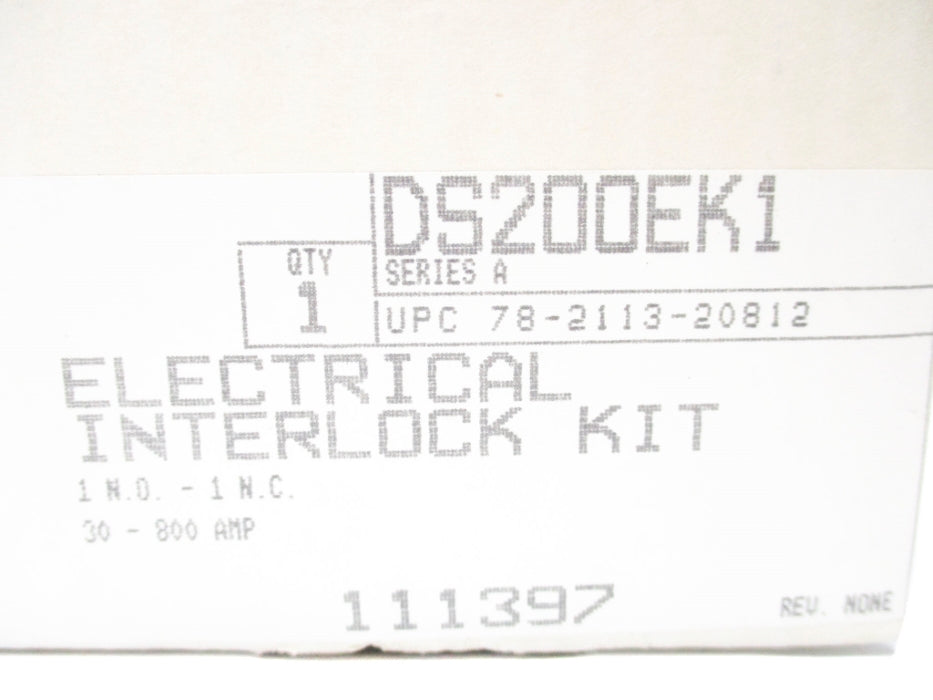 DS200EK1
SERIES A
QTY
1
UPC 78-2113-20812
ELECTRICAL
INTERLOCK KIT
1 N.O. - 1 N.C.
30 - 800 AMP
111397
REV. NONE